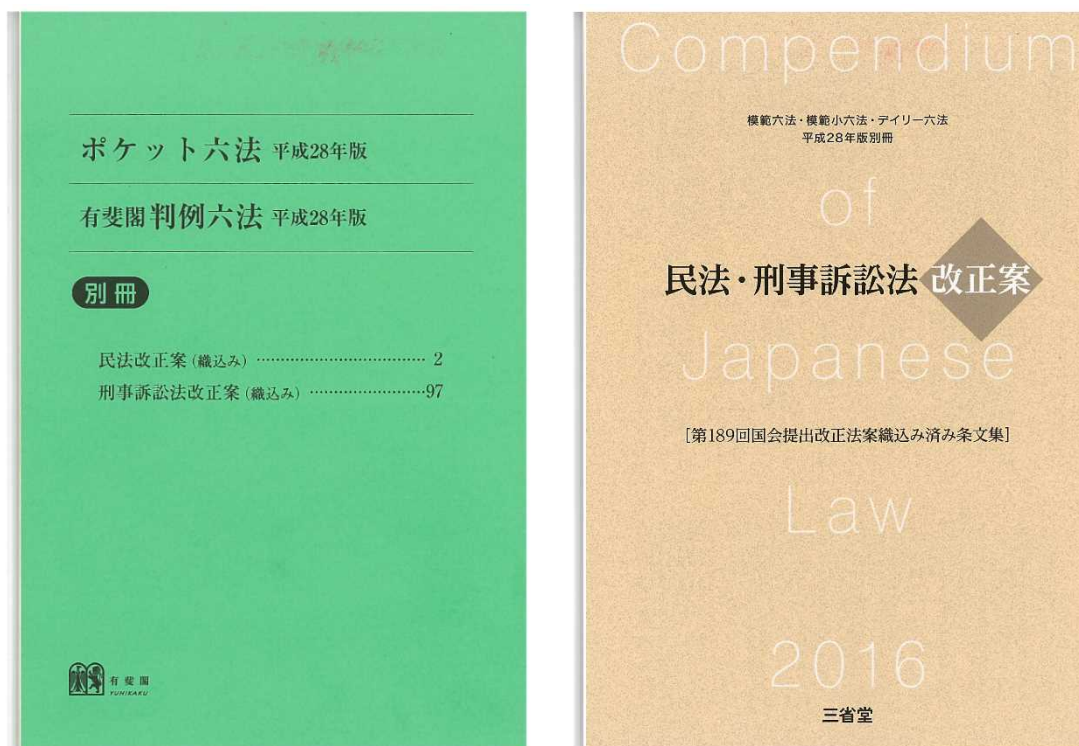 ポケット六法 平成28年版
有斐閣 判例六法 平成28年版
別冊
民法改正案(織込み) …………………………… 2
刑事訴訟法改正案(織込み) ……………………97
有斐閣
YUHIKAKU
Compendium
模範六法・模範小六法・デイリー六法
平成28年版別冊
of
民法・刑事訴訟法 改正案
Japanese
[第189回国会提出改正法案織込み済み条文集]
Law
2016
三省堂